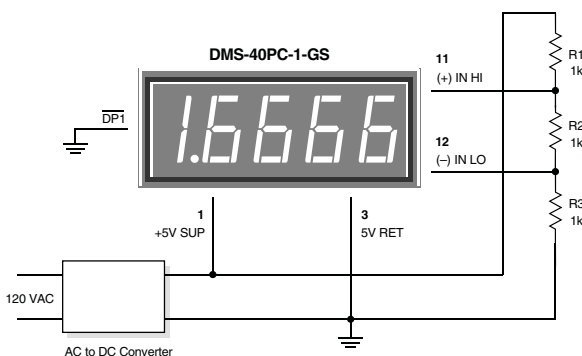 DMS-40PC-1-GS
11
(+) IN HI
R1
1k
DP1
1.6666
R2
1k
12
(–) IN LO
R3
1k
1
+5V SUP
3
5V RET
120 VAC
AC to DC Converter